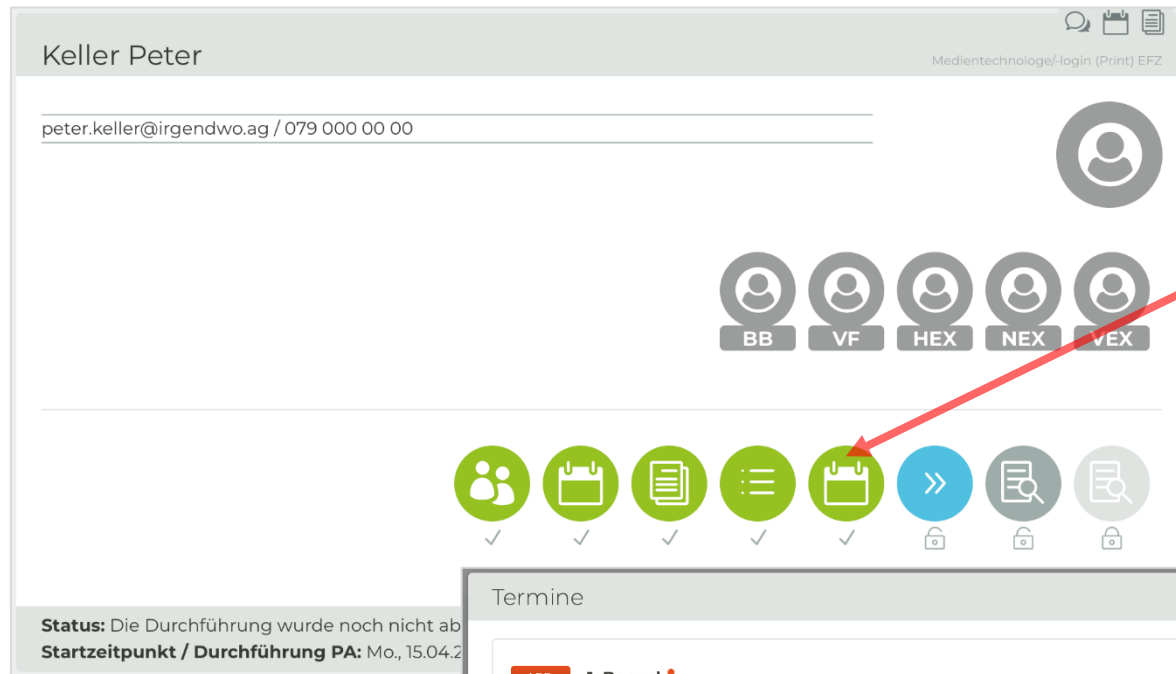 Keller Peter
Medientechnologe/-login (Print) EFZ
peter.keller@irgendwo.ag / 079 000 00 00
BB VF HEX NEX VEX
Termine
Status: Die Durchführung wurde noch nicht ab
Startzeitpunkt / Durchführung PA: Mo., 15.04.2